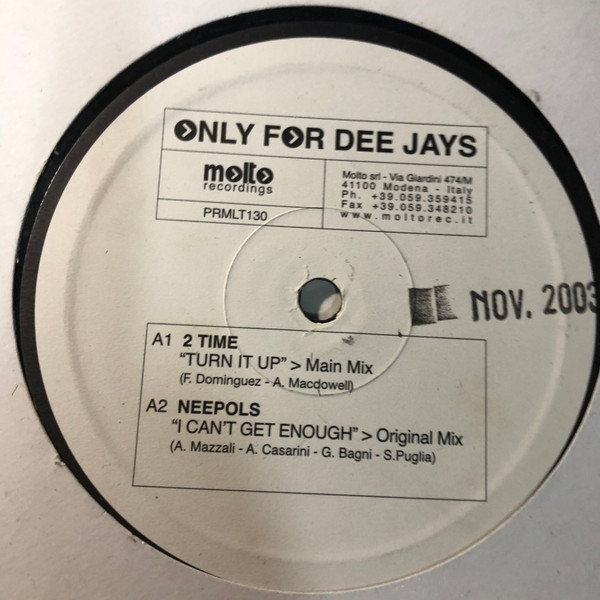 ONLY FOR DEE JAYS
molto
recordings
PRMLT130
Molto srl - Via Giardini 474/M
41100 Modena - Italy
Ph. +39.059.359415
Fax +39.059.348210
www.moltorec.it
NOV. 2003
A1 2 TIME
"TURN IT UP" > Main Mix
(F. Dominguez - A. Macdowell)
A2 NEEPOLS
"I CAN'T GET ENOUGH" > Original Mix
(A. Mazzali - A. Casarini - G. Bagni - S.Puglia)